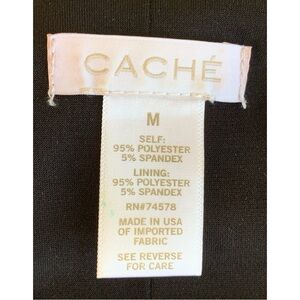 CACHÉ
M
SELF:
95% POLYESTER
5% SPANDEX
LINING:
95% POLYESTER
5% SPANDEX
RN#74578
MADE IN USA
OF IMPORTED
FABRIC
SEE REVERSE
FOR CARE